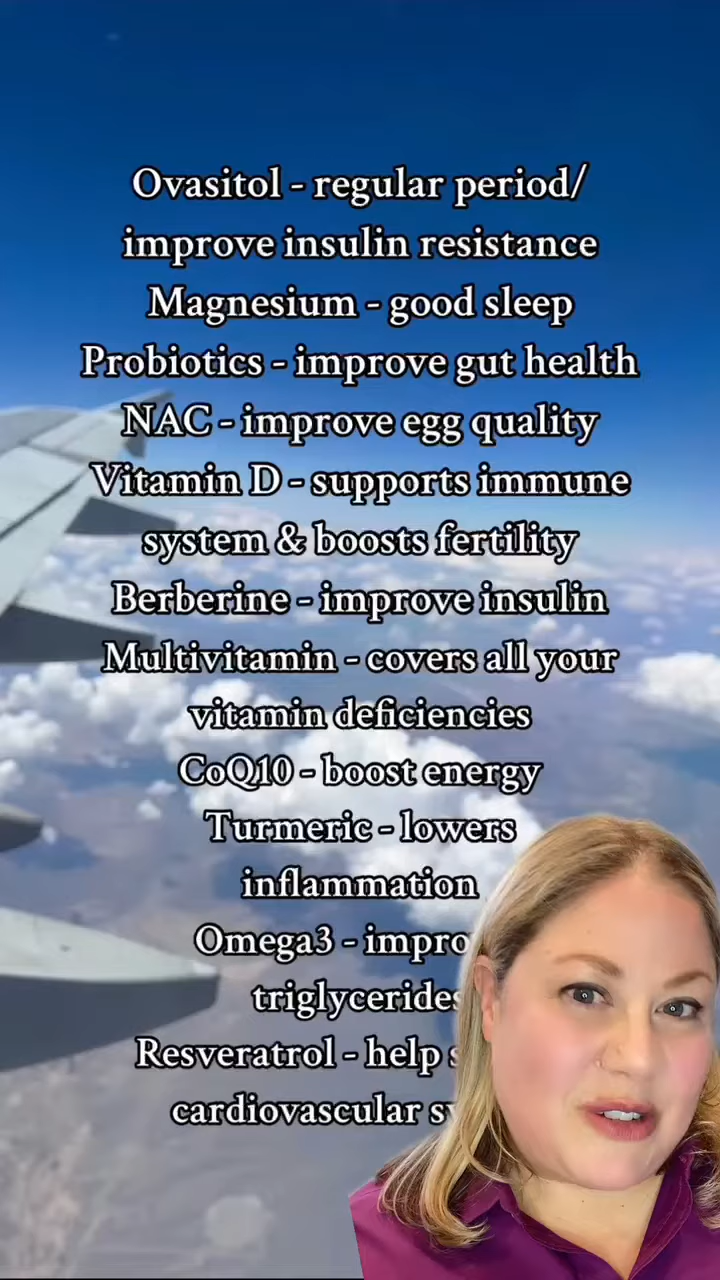 Ovasitol - regular period/
improve insulin resistance
Magnesium - good sleep
Probiotics - improve gut health
NAC - improve egg quality
Vitamin D - supports immune
system & boosts fertility
Berberine - improve insulin
Multivitamin - covers all your
vitamin deficiencies
CoQ10 - boost energy
Turmeric - lowers
inflammation
Omega3 -
triglycerides
Resveratrol - help
cardiovascular